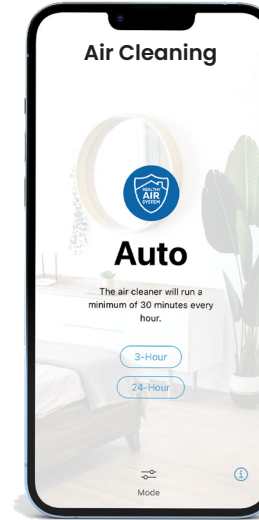 Air Cleaning
HEALTHY
AIR
SYSTEM
Auto
The air cleaner will run a
minimum of 30 minutes every
hour.
3-Hour
24-Hour
Mode